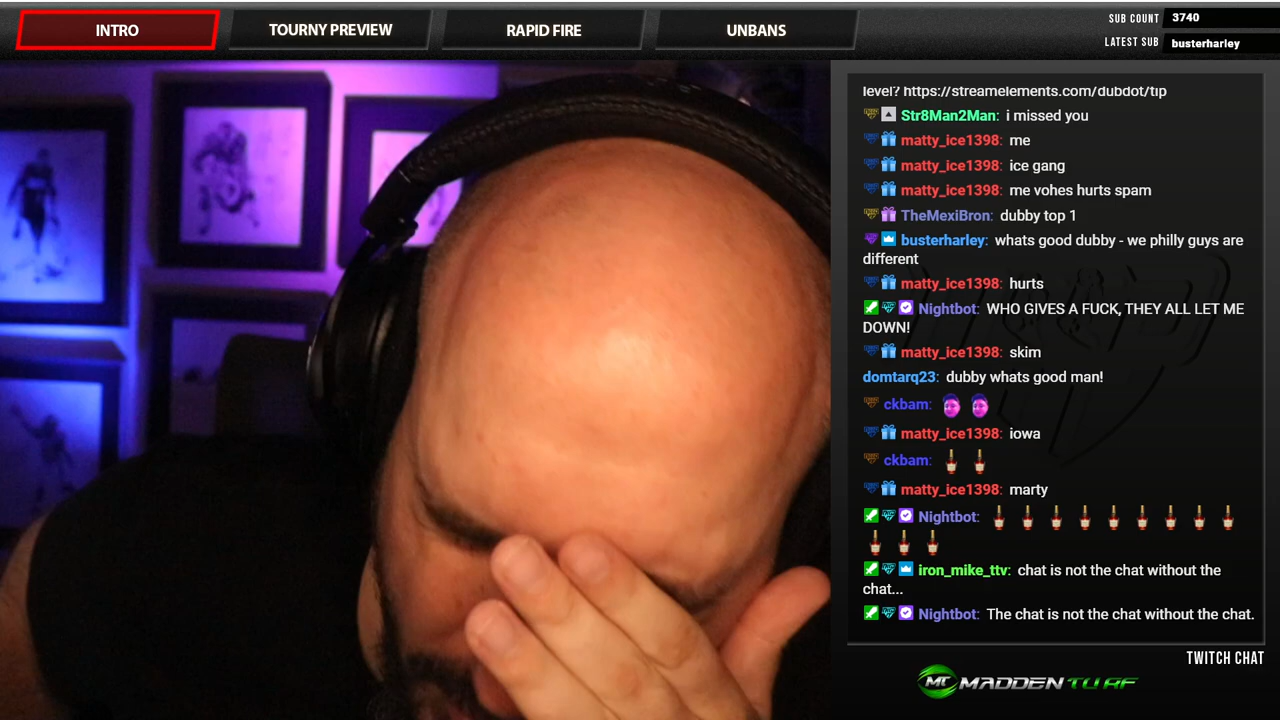 INTRO
TOURNY PREVIEW
RAPID FIRE
UNBANS
SUB COUNT 3740
LATEST SUB busterharley
level? https://streamelements.com/dubdot/tip
Str8Man2Man: i missed you
matty_ice1398: me
matty_ice1398: ice gang
matty_ice1398: me vohes hurts spam
TheMexiBron: dubby top 1
busterharley: whats good dubby - we philly guys are
different
matty_ice1398: hurts
Nightbot: WHO GIVES A FUCK, THEY ALL LET ME
DOWN!
matty_ice1398: skim
domtarq23: dubby whats good man!
ckbam:
matty_ice1398: iowa
ckbam:
matty_ice1398: marty
Nightbot:
iron_mike_ttv: chat is not the chat without the
chat...
Nightbot: The chat is not the chat without the chat.
TWITCH CHAT
MT MADDEN TURF